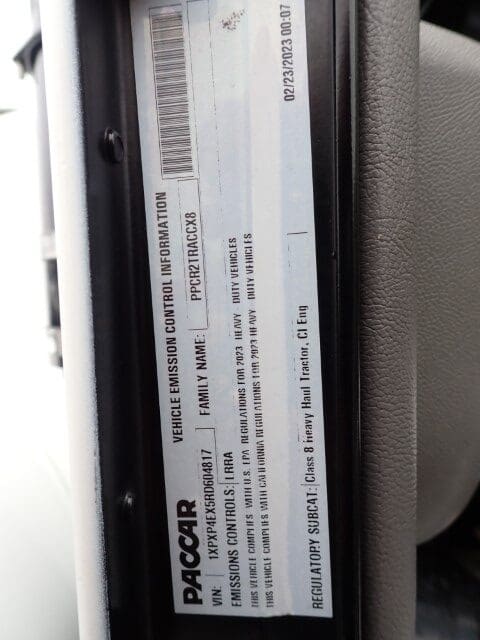 VEHICLE EMISSION CONTROL INFORMATION
PACCAR
VIN: 1XPXP4EX5RD604817 FAMILY NAME: PPCR2TRACCX8
EMISSIONS CONTROLS: LRRA
THIS VEHICLE COMPLIES WITH U.S. EPA REGULATIONS FOR 2023 HEAVY DUTY VEHICLES
THIS VEHICLE COMPLIES WITH CALIFORNIA REGULATIONS FOR 2023 HEAVY DUTY VEHICLES
REGULATORY SUBCAT: Class 8 Heavy Haul Tractor, CI Eng
02/23/2023 00:07